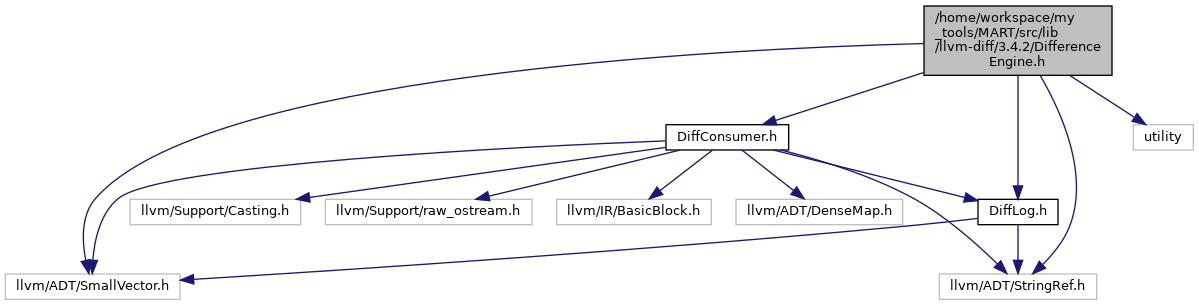 /home/workspace/my
_tools/MART/src/lib
/llvm-diff/3.4.2/Difference
Engine.h
DiffConsumer.h
utility
llvm/Support/Casting.h
llvm/Support/raw_ostream.h
llvm/IR/BasicBlock.h
llvm/ADT/DenseMap.h
DiffLog.h
llvm/ADT/SmallVector.h
llvm/ADT/StringRef.h